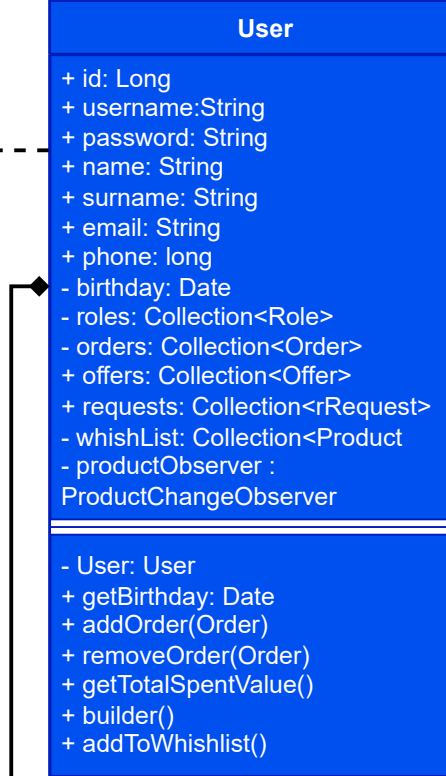 User
+ id: Long
+ username:String
+ password: String
+ name: String
+ surname: String
+ email: String
+ phone: long
- birthday: Date
- roles: Collection<Role>
- orders: Collection<Order>
+ offers: Collection<Offer>
+ requests: Collection<rRequest>
- whishList: Collection<Product
- productObserver :
ProductChangeObserver
- User: User
+ getBirthday: Date
+ addOrder(Order)
+ removeOrder(Order)
+ getTotalSpentValue()
+ builder()
+ addToWhishlist()